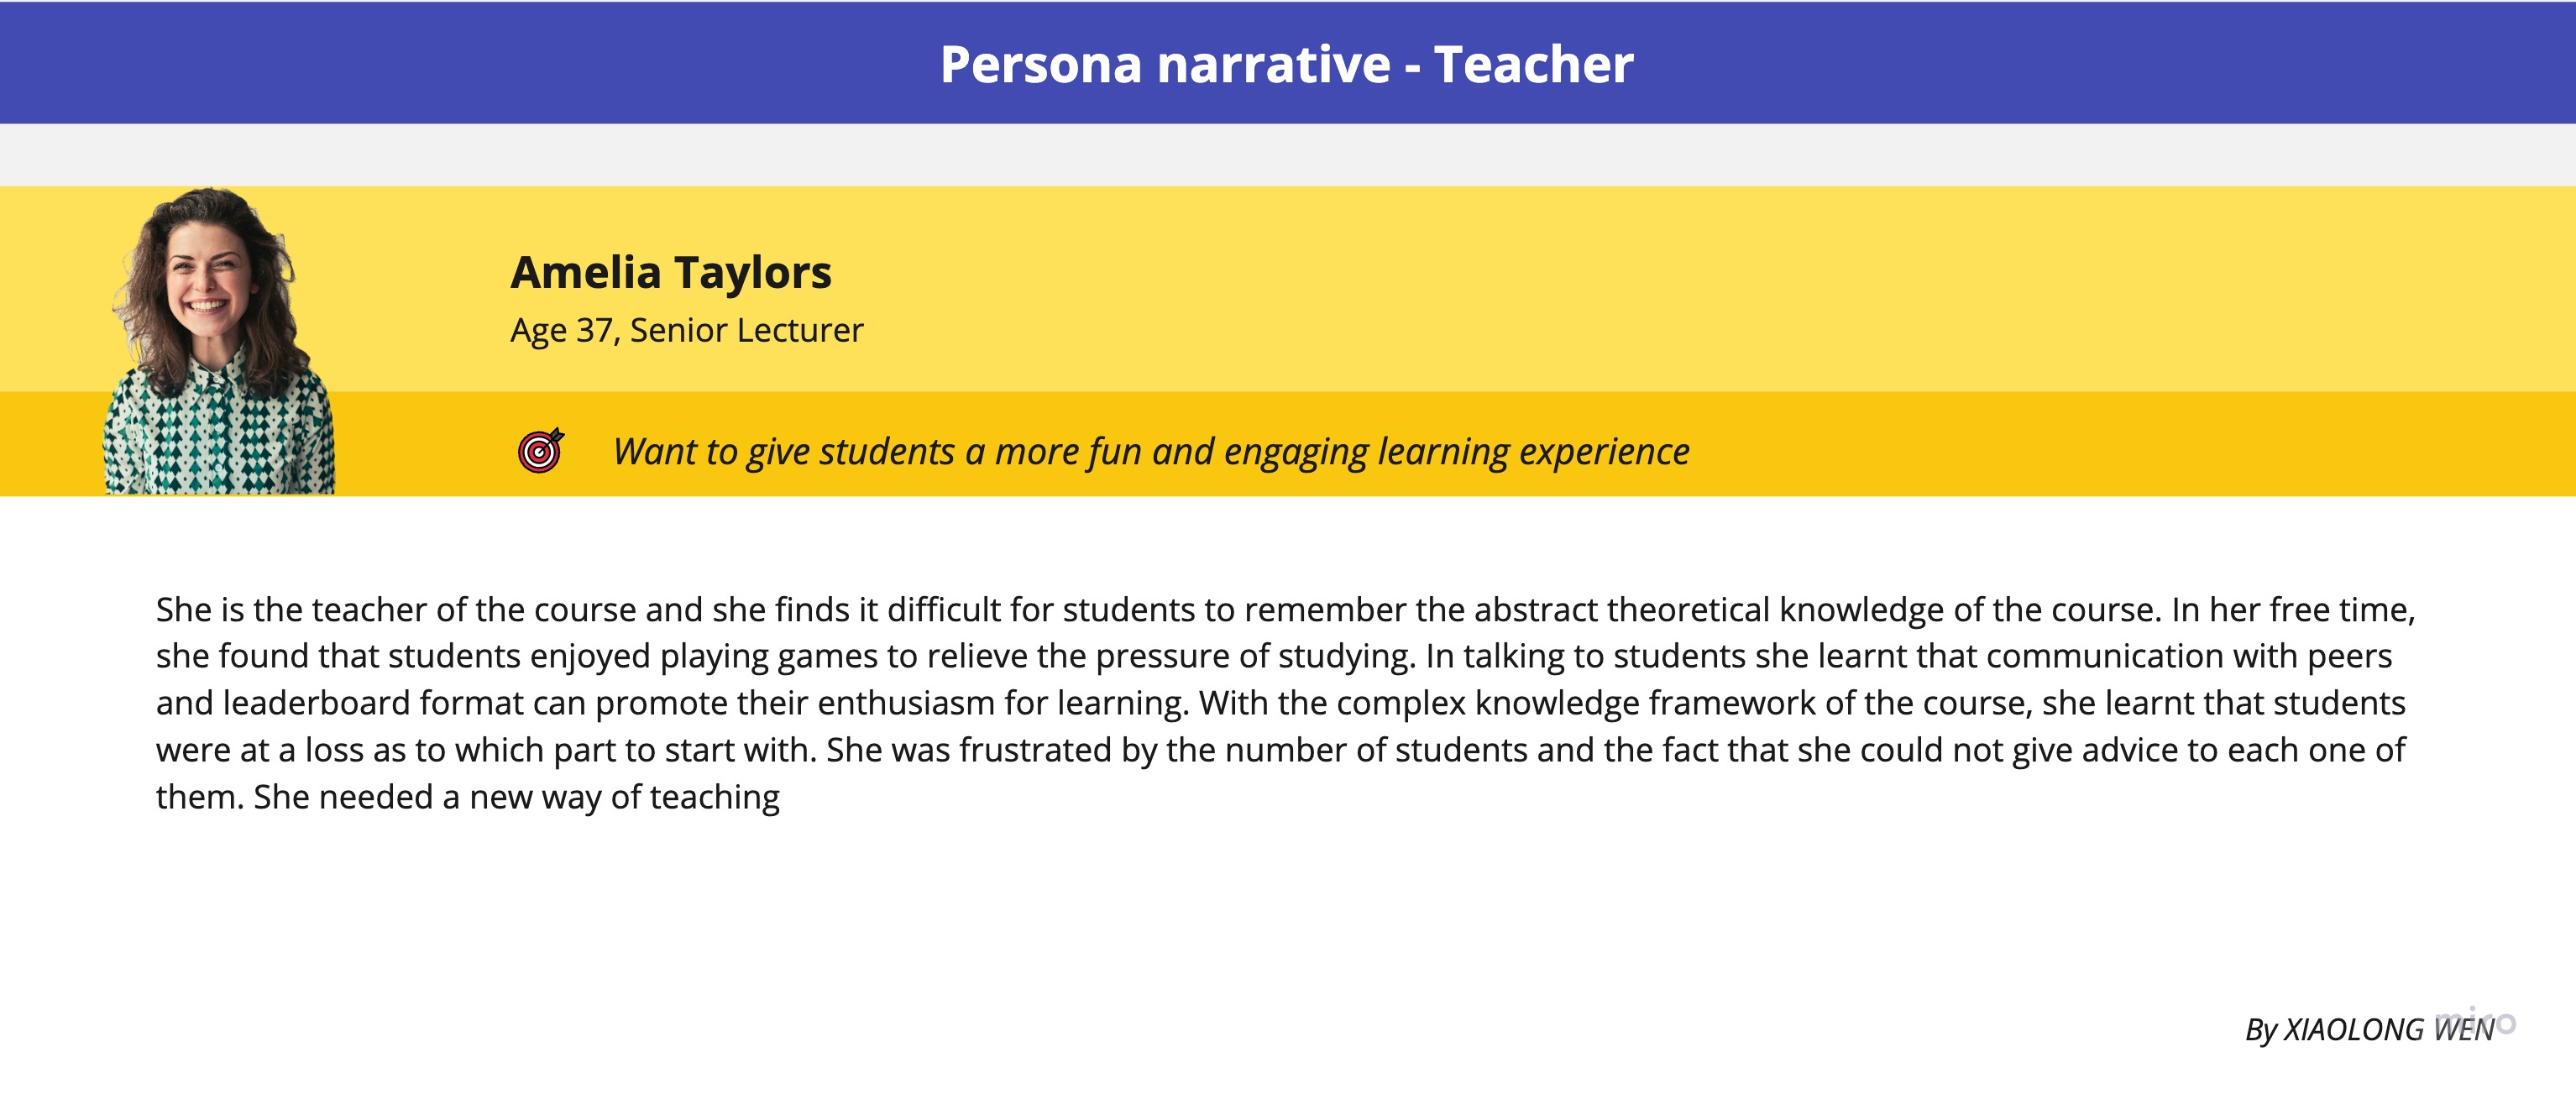 Persona narrative - Teacher
Amelia Taylors
Age 37, Senior Lecturer
Want to give students a more fun and engaging learning experience
She is the teacher of the course and she finds it difficult for students to remember the abstract theoretical knowledge of the course. In her free time,
she found that students enjoyed playing games to relieve the pressure of studying. In talking to students she learnt that communication with peers
and leaderboard format can promote their enthusiasm for learning. With the complex knowledge framework of the course, she learnt that students
were at a loss as to which part to start with. She was frustrated by the number of students and the fact that she could not give advice to each one of
them. She needed a new way of teaching
By XIAOLONG WEN
miro